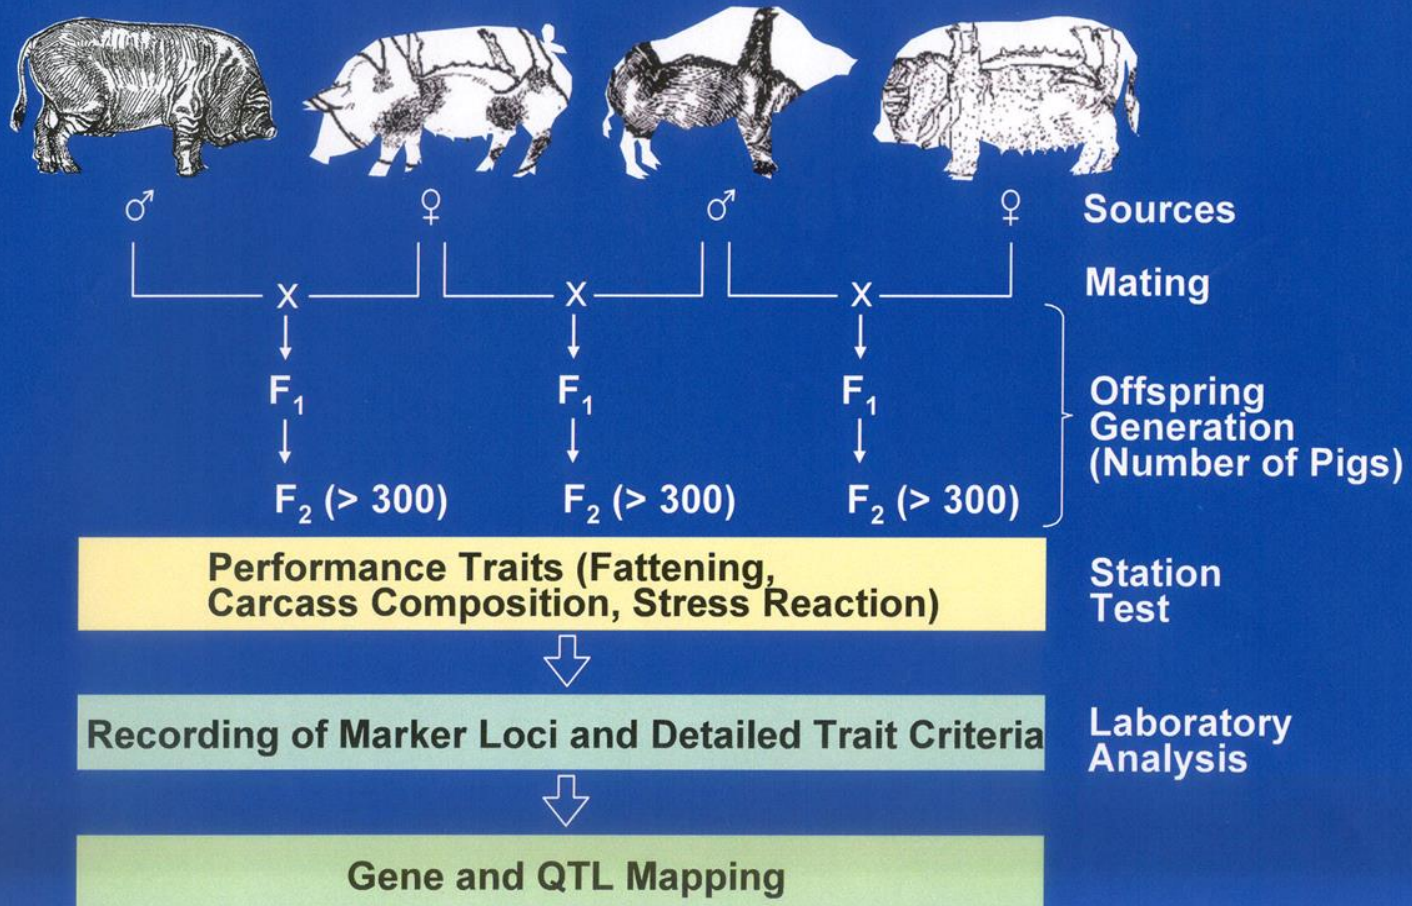 ♂ ♀ ♂ ♀ Sources
Mating
X X X
F₁ F₁ F₁
Offspring
Generation
(Number of Pigs)
F₂ (> 300) F₂ (> 300) F₂ (> 300)
Performance Traits (Fattening,
Carcass Composition, Stress Reaction)
Station
Test
Recording of Marker Loci and Detailed Trait Criteria
Laboratory
Analysis
Gene and QTL Mapping